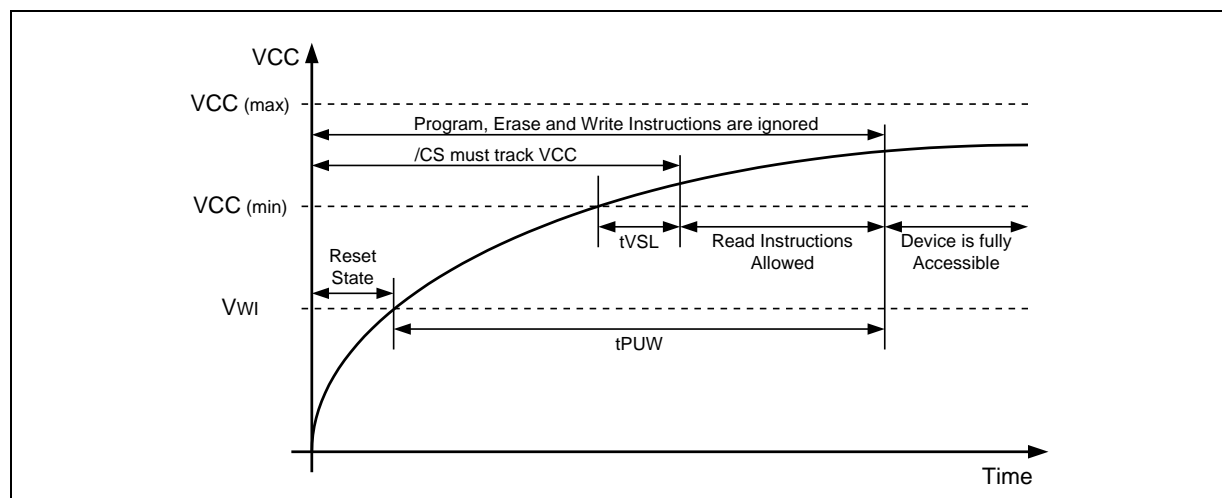 VCC
VCC (max)
Program, Erase and Write Instructions are ignored
/CS must track VCC
VCC (min)
tVSL
Read Instructions
Allowed
Device is fully
Accessible
Reset
State
VWI
tPUW
Time